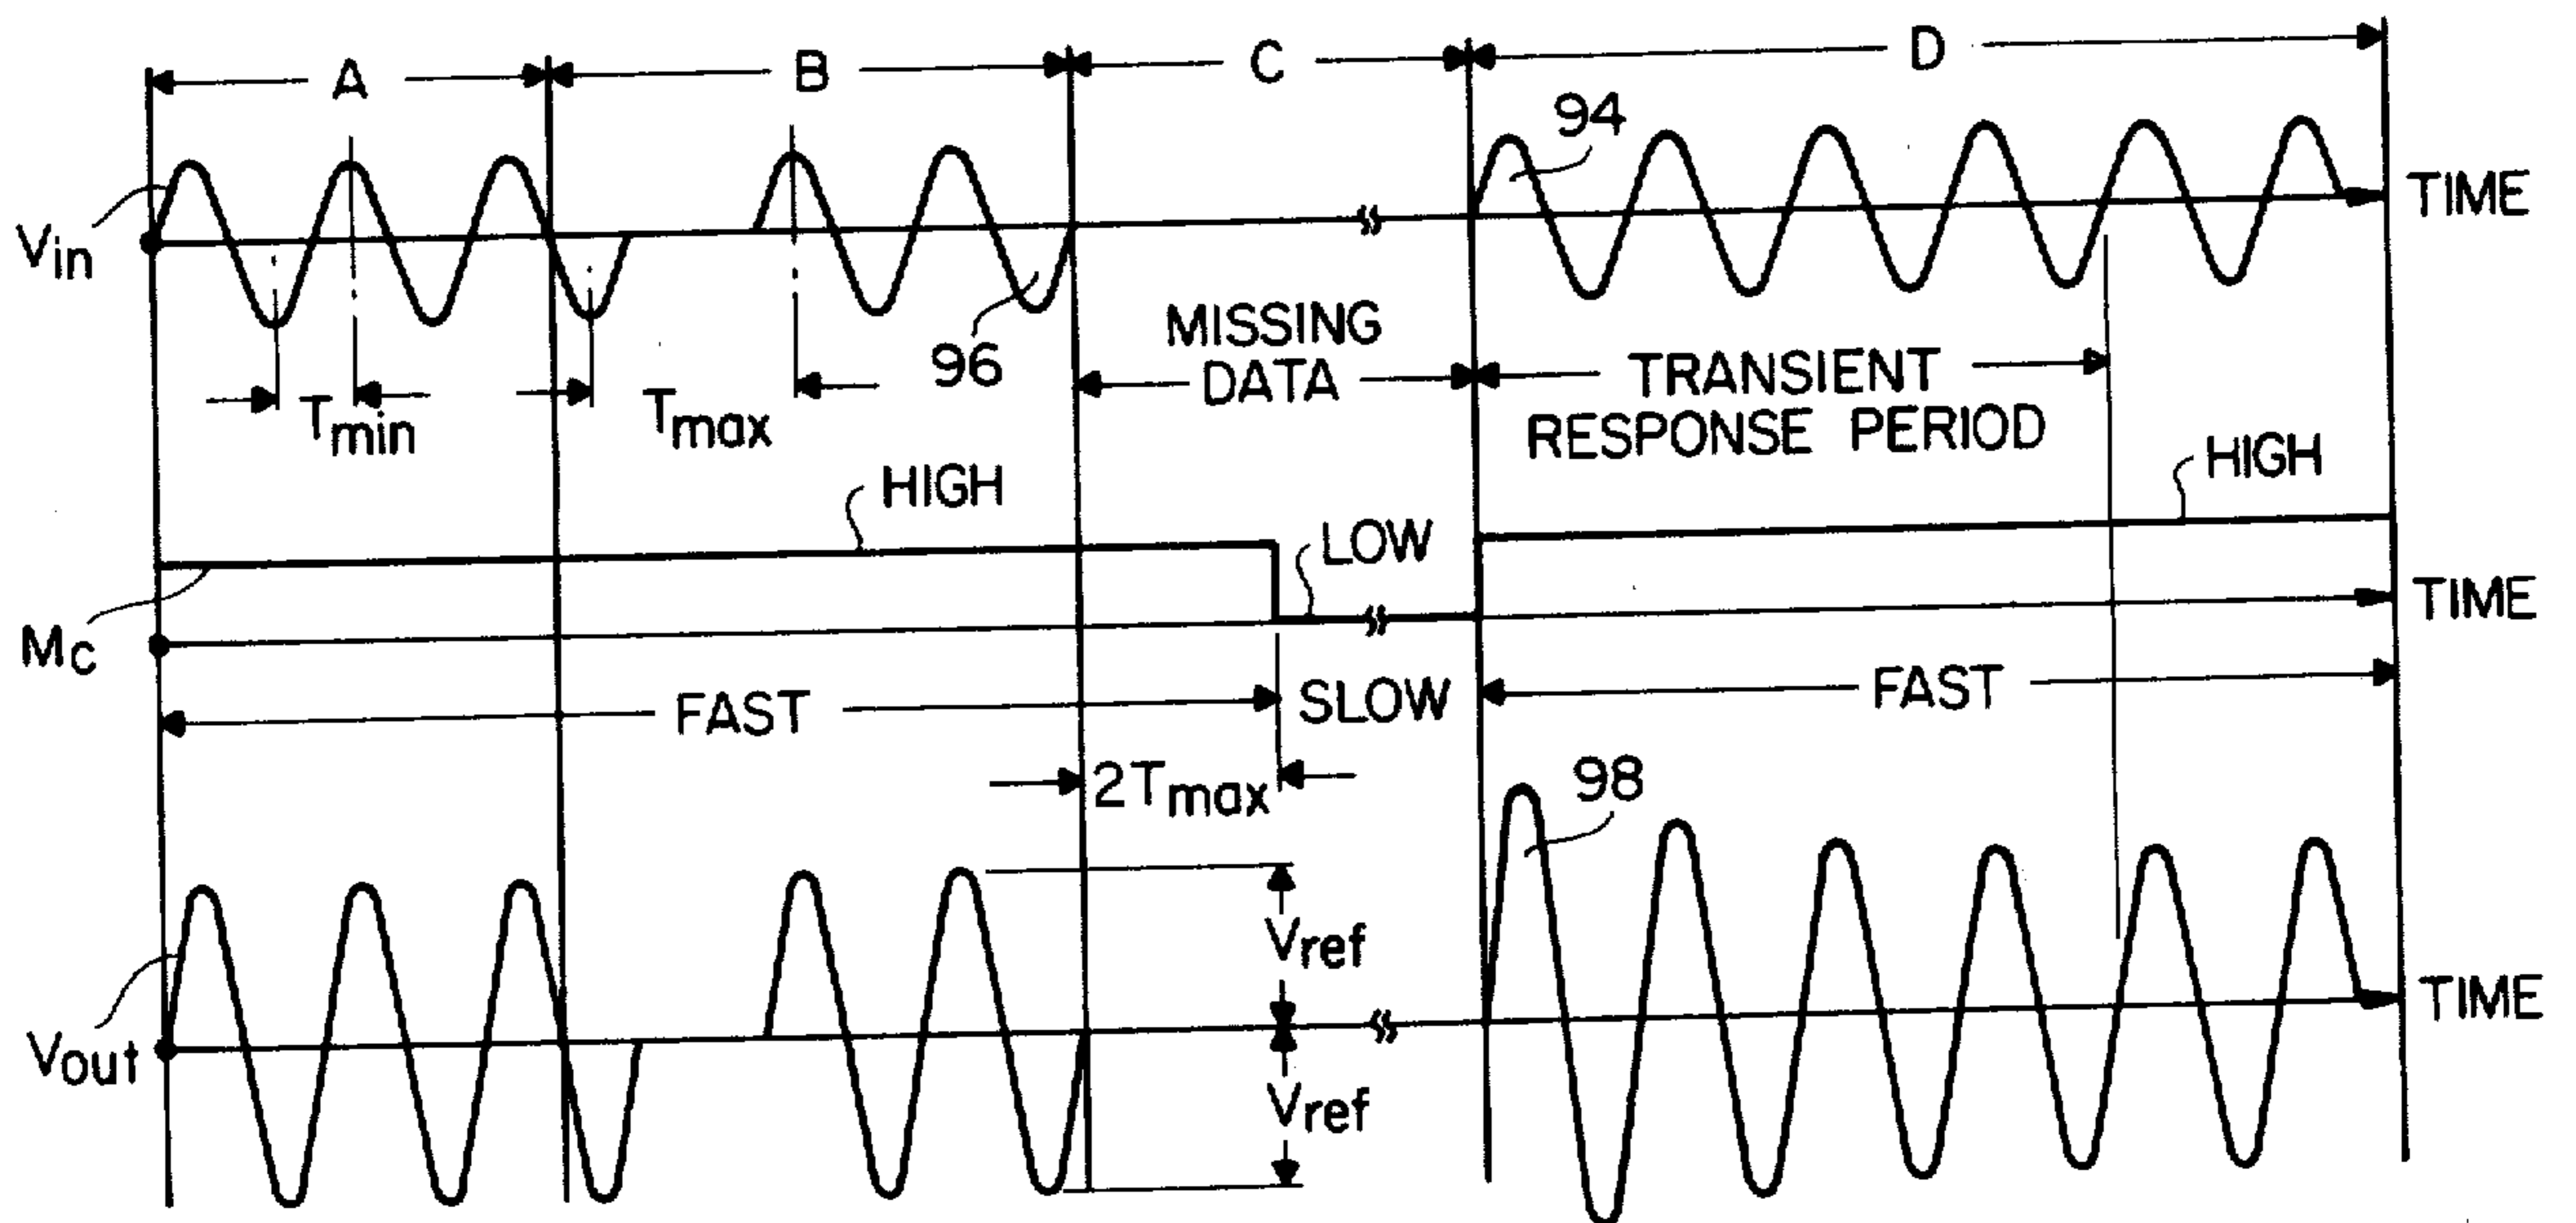 A B C D
94
Vin
TIME
96
MISSING
DATA
TRANSIENT
RESPONSE PERIOD
Tmin
Tmax
HIGH
HIGH
LOW
Mc
TIME
FAST
SLOW
FAST
2Tmax
98
Vref
Vout
TIME
Vref